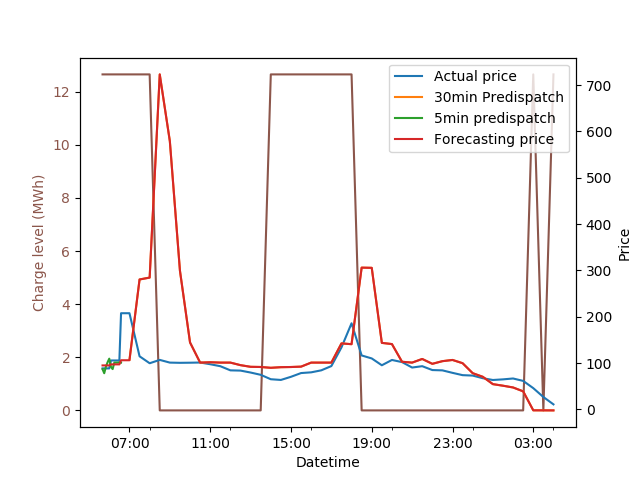 Actual price
30min Predispatch
5min predispatch
Forecasting price
Charge level (MWh)
12
10
8
6
4
2
0
700
600
500
400
300
200
100
0
Price
07:00 11:00 15:00 19:00 23:00 03:00
Datetime